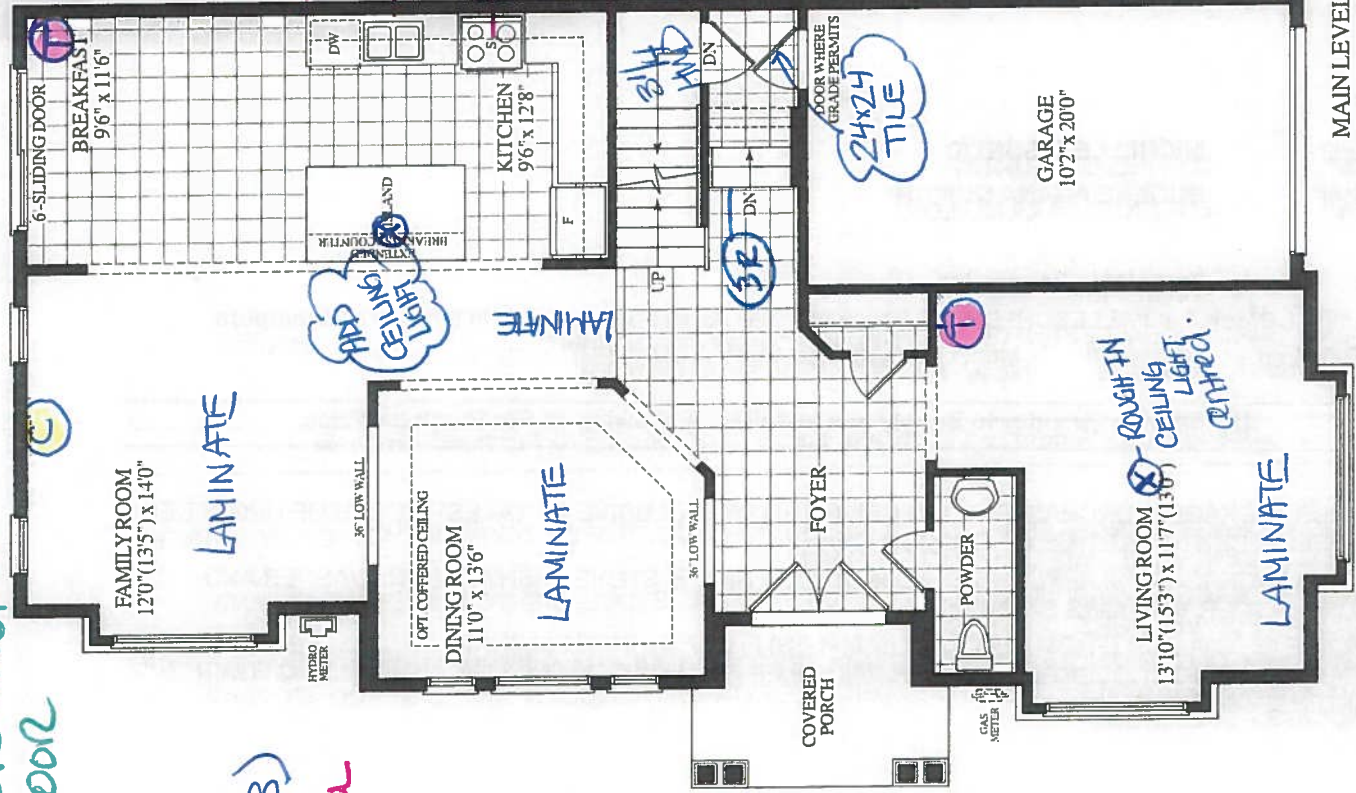 OOR
T
6'-SLIDING DOOR
BREAKFAST
9'6" x 11'6"
DW
S
KITCHEN
9'6" x 12'8"
ISLAND
EXTENDED
BREAKFAST COUNTER
F
ADD
CEILING
LIGHT
LAMINATE
C
FAMILY ROOM
12'0" (13'5") x 14'0"
LAMINATE
36" LOW WALL
HYDRO
METER
OPT. COFFERED CEILING
DINING ROOM
11'0" x 13'6"
LAMINATE
36" LOW WALL
UP
DN
DN
3R
DOOR WHERE
GRADE PERMITS
24x24
TILE
GARAGE
10'2" x 20'0"
FOYER
COVERED
PORCH
POWDER
GAS
METER
T
ROUGH-IN
CEILING
LIGHT
LIVING ROOM
13'10" (15'3") x 11'7" (13'0")
LAMINATE
MAIN LEVEL